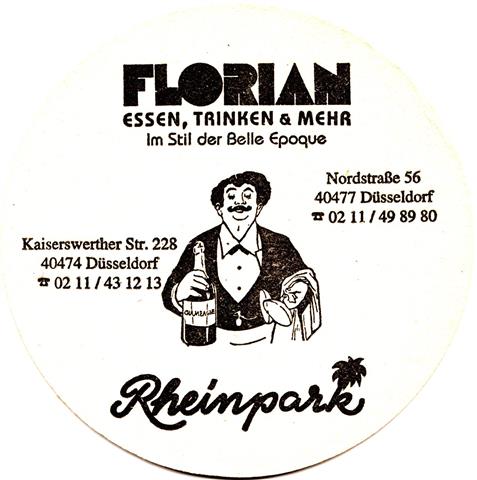 FLORIAN
ESSEN, TRINKEN & MEHR
Im Stil der Belle Epoque
Nordstraße 56
40477 Düsseldorf
☎ 02 11 / 49 89 80
Kaiserswerther Str. 228
40474 Düsseldorf
☎ 02 11 / 43 12 13
Rheinpark